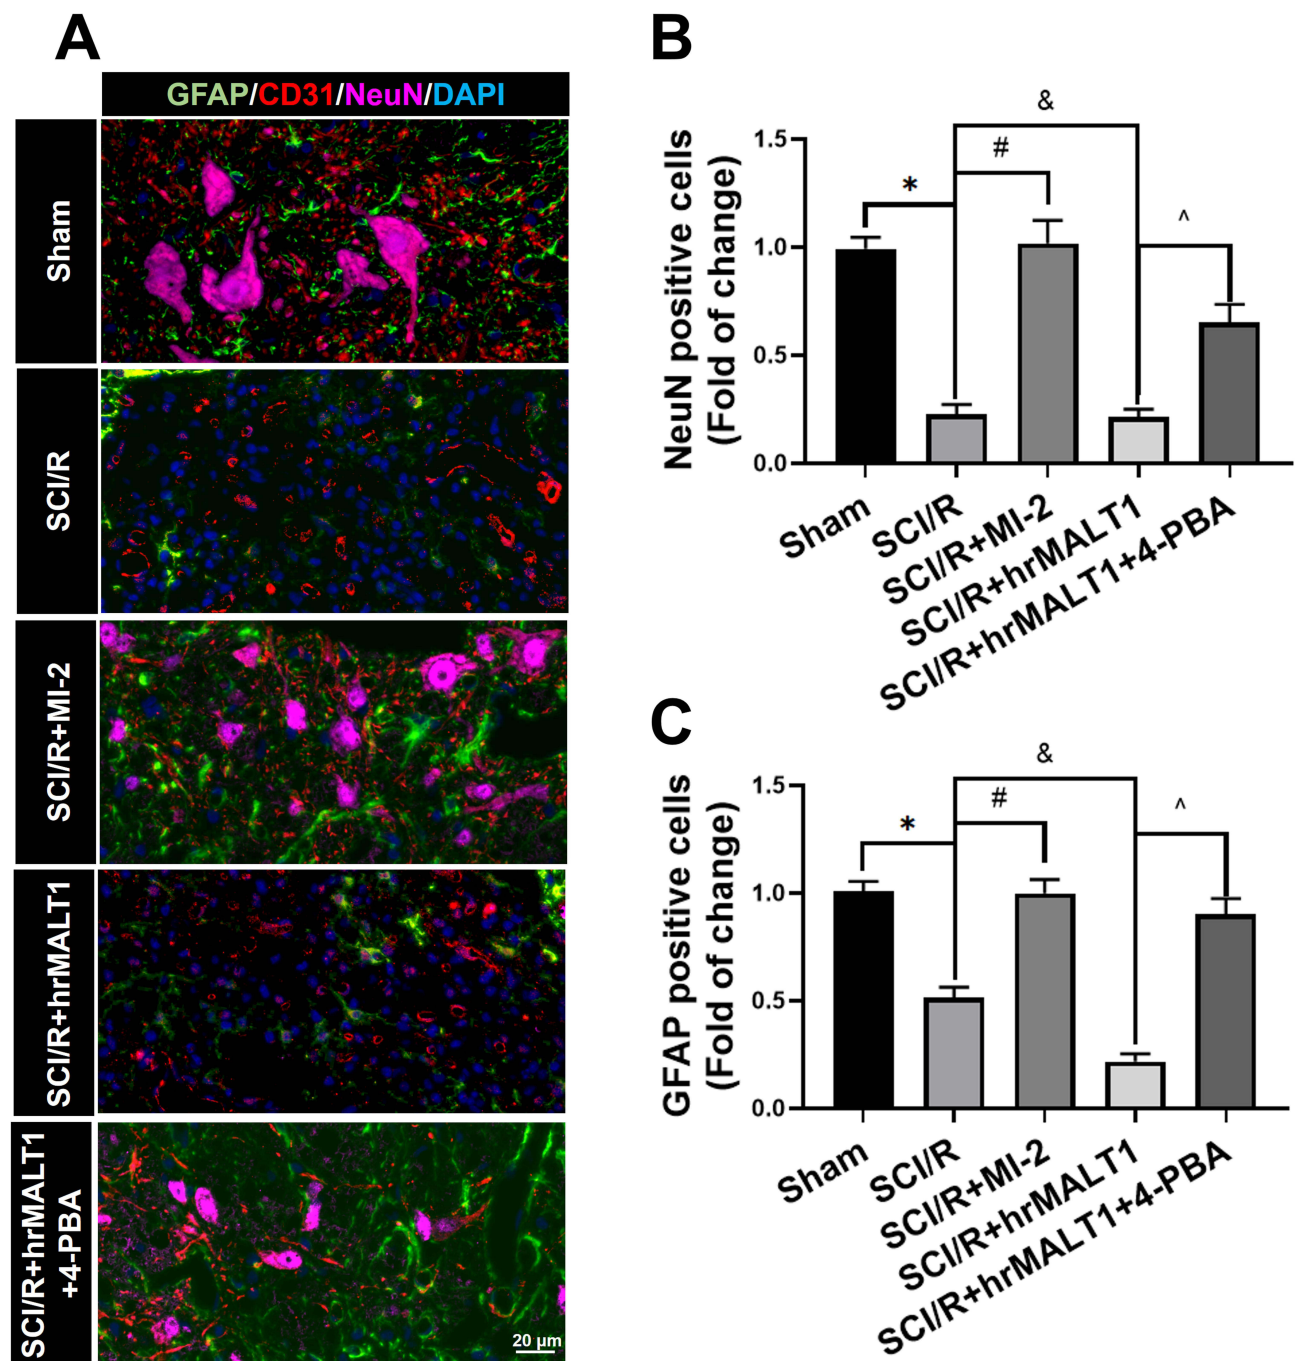 A
GFAP/CD31/NeuN/DAPI
Sham
SCI/R
SCI/R+MI-2
SCI/R+hrMALT1
SCI/R+hrMALT1
+4-PBA
20 µm
B
NeuN positive cells
(Fold of change)
1.5
1.0
0.5
0.0
*
#
&
^
Sham
SCI/R
SCI/R+MI-2
SCI/R+hrMALT1
SCI/R+hrMALT1+4-PBA
C
GFAP positive cells
(Fold of change)
1.5
1.0
0.5
0.0
*
#
&
^
Sham
SCI/R
SCI/R+MI-2
SCI/R+hrMALT1
SCI/R+hrMALT1+4-PBA